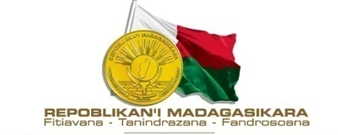 REPOBLIKAN'I MADAGASIKARA
Fitiavana - Tanindrazana - Fandrosoana